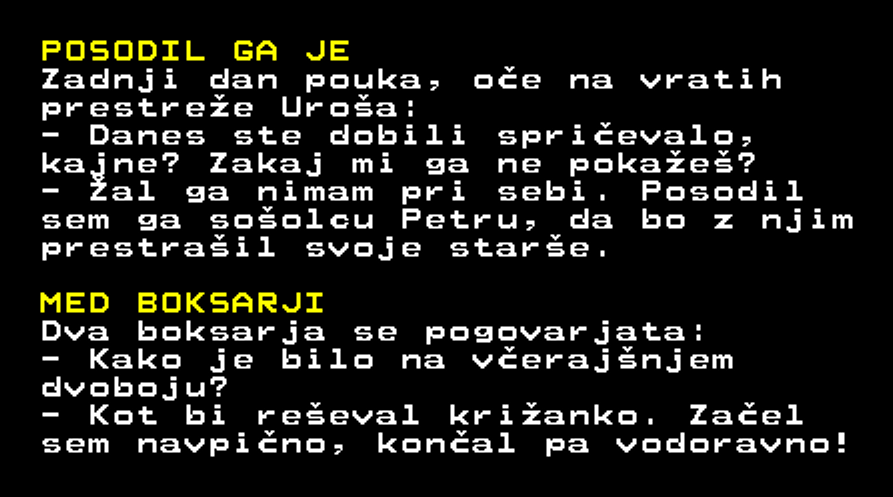 POSODIL GA JE
Zadnji dan pouka, oče na vratih
prestreže Uroša:
- Danes ste dobili spričevalo,
kajne? Zakaj mi ga ne pokažeš?
- Žal ga nimam pri sebi. Posodil
sem ga sošolcu Petru, da bo z njim
prestrašil svoje starše.
MED BOKSARJI
Dva boksarja se pogovarjata:
- Kako je bilo na včerajšnjem
dvoboju?
- Kot bi reševal križanko. Začel
sem navpično, končal pa vodoravno!